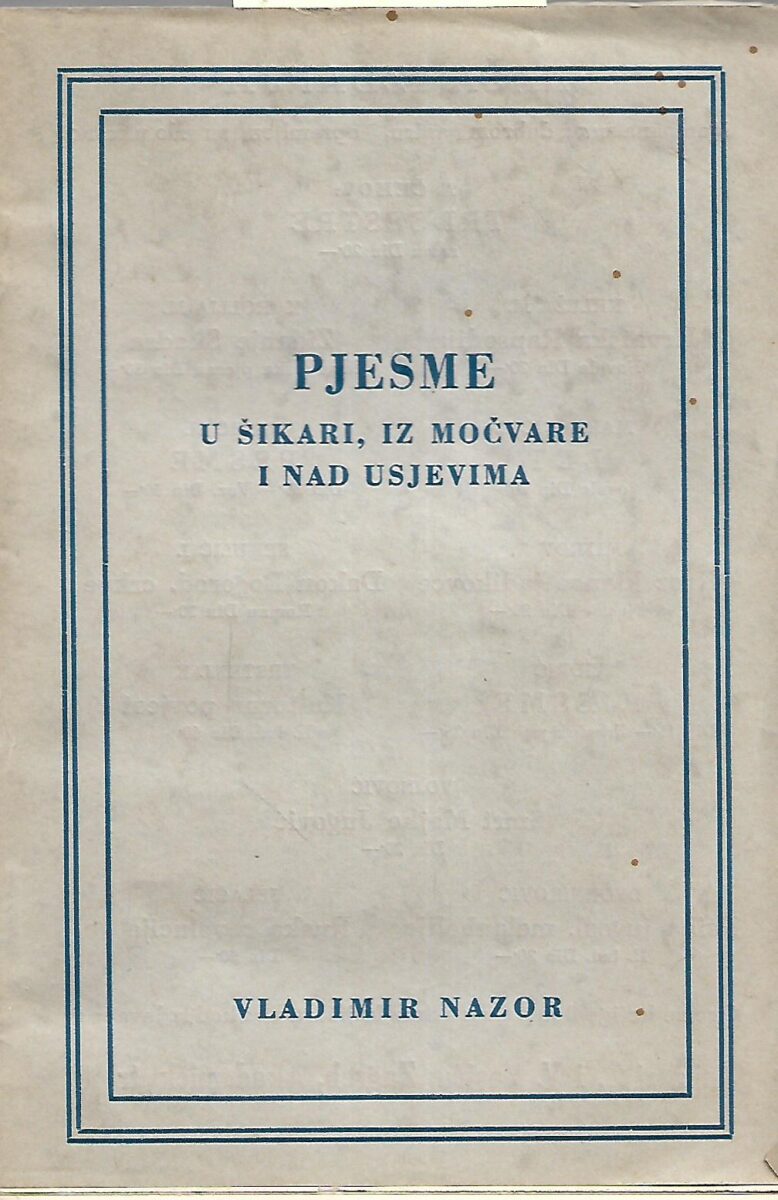 PJESME
U ŠIKARI, IZ MOČVARE
I NAD USJEVIMA
VLADIMIR NAZOR